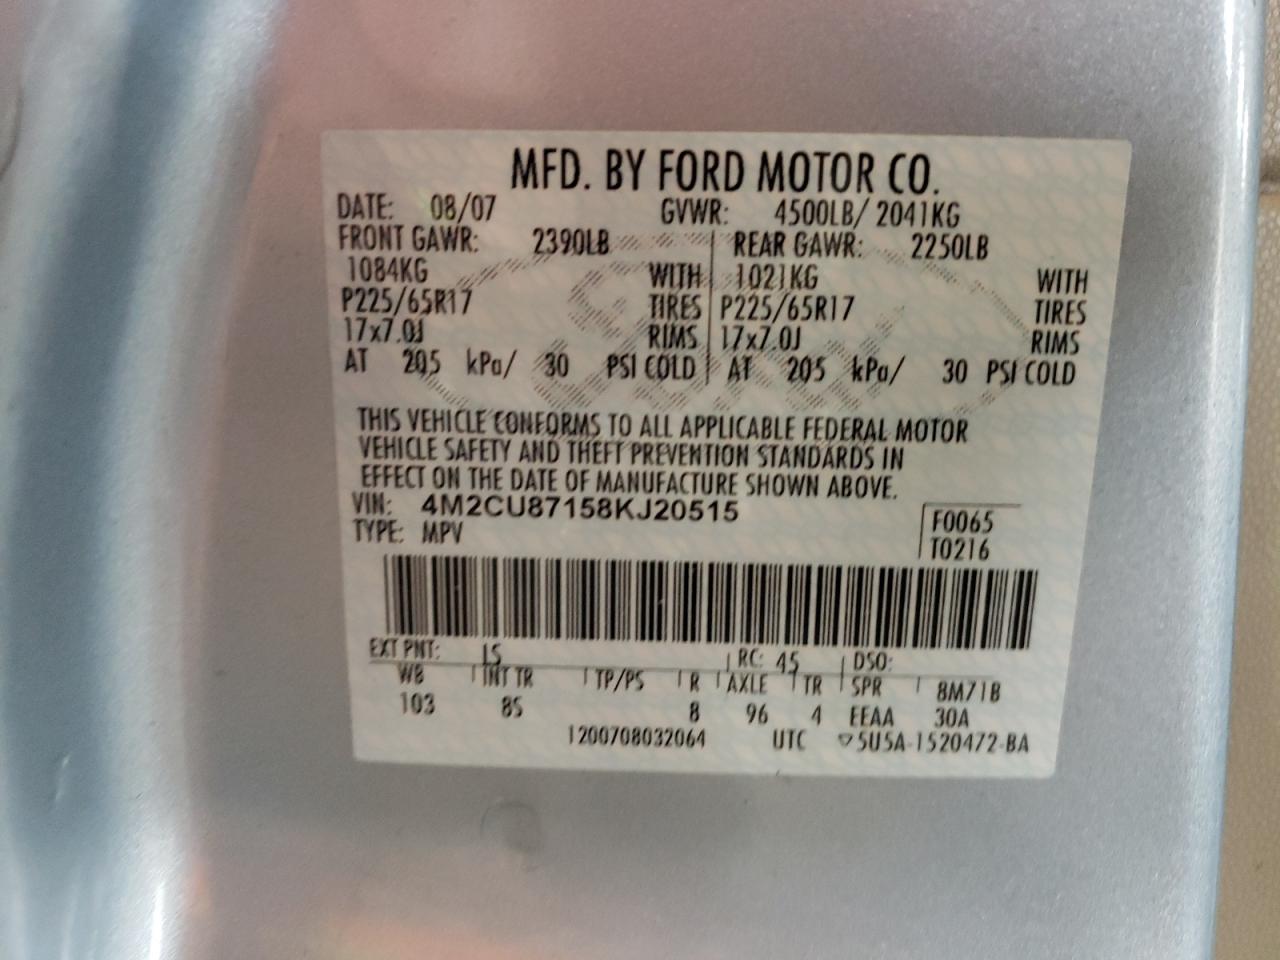 MFD. BY FORD MOTOR CO.
DATE: 08/07 GVWR: 4500LB/ 2041KG
FRONT GAWR: 2390LB REAR GAWR: 2250LB
1084KG WITH 1021KG WITH
P225/65R17 TIRES P225/65R17 TIRES
17x7.0J RIMS 17x7.0J RIMS
AT 205 kPa/ 30 PSI COLD AT 205 kPa/ 30 PSI COLD
THIS VEHICLE CONFORMS TO ALL APPLICABLE FEDERAL MOTOR
VEHICLE SAFETY AND THEFT PREVENTION STANDARDS IN
EFFECT ON THE DATE OF MANUFACTURE SHOWN ABOVE.
VIN: 4M2CU87158KJ20515
TYPE: MPV
F0065
T0216
EXT PNT: JS RC: 45 DSO:
WB INT TR TP/PS R AXLE TR SPR 8M71B
103 8S 8 96 4 EEAA 30A
1200708032064 UTC ▽5U5A-1520472-BA